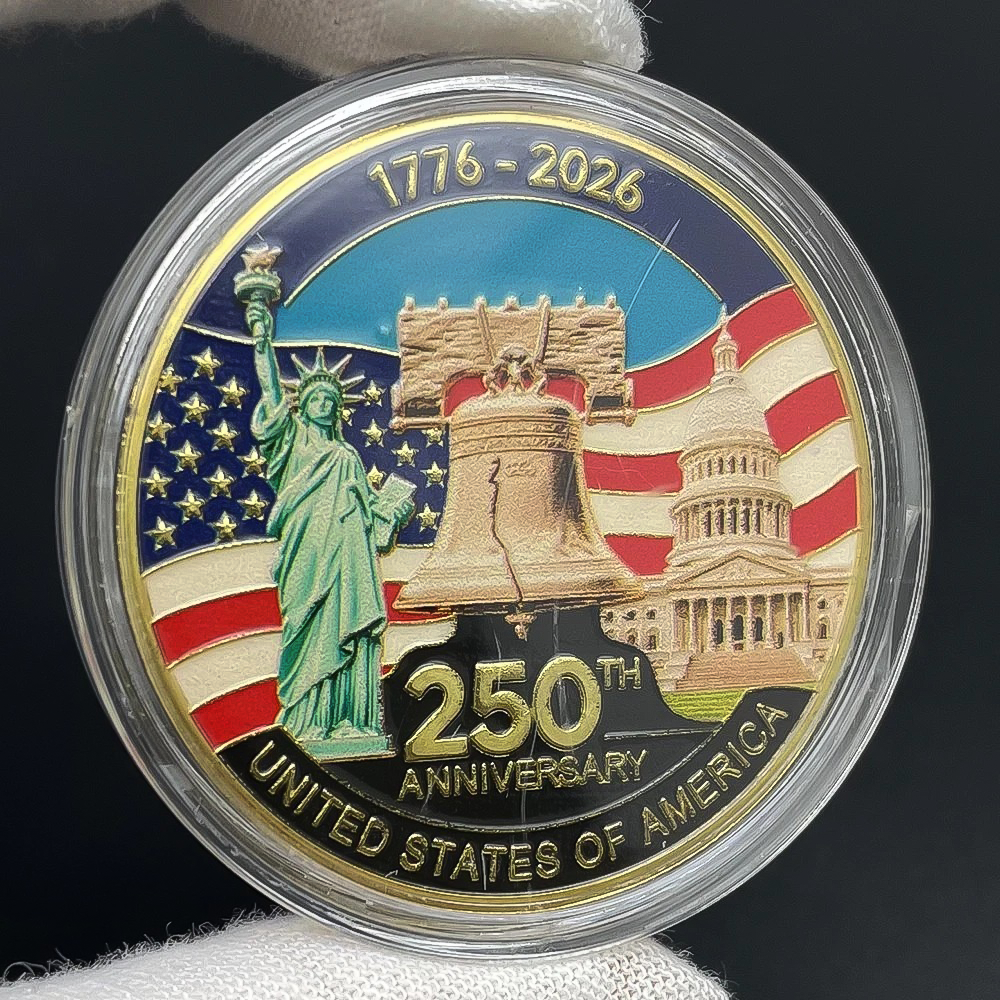 1776 - 2026
250TH
ANNIVERSARY
UNITED STATES OF AMERICA